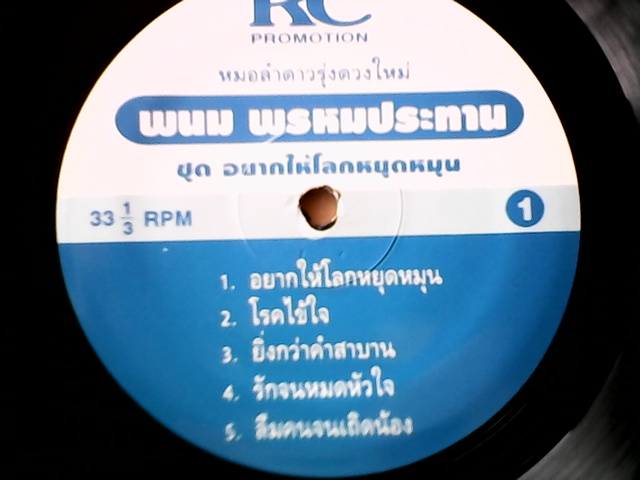 RC
PROMOTION
หมอลำดาวรุ่งดวงใหม่
พนม พรหมประทาน
ชุด อยากให้โลกหยุดหมุน
33 1/3 RPM
1
1. อยากให้โลกหยุดหมุน
2. โรคไข้ใจ
3. ยิ่งกว่าคำสาบาน
4. รักจนหมดหัวใจ
5. ลืมคนจนเถิดน้อง